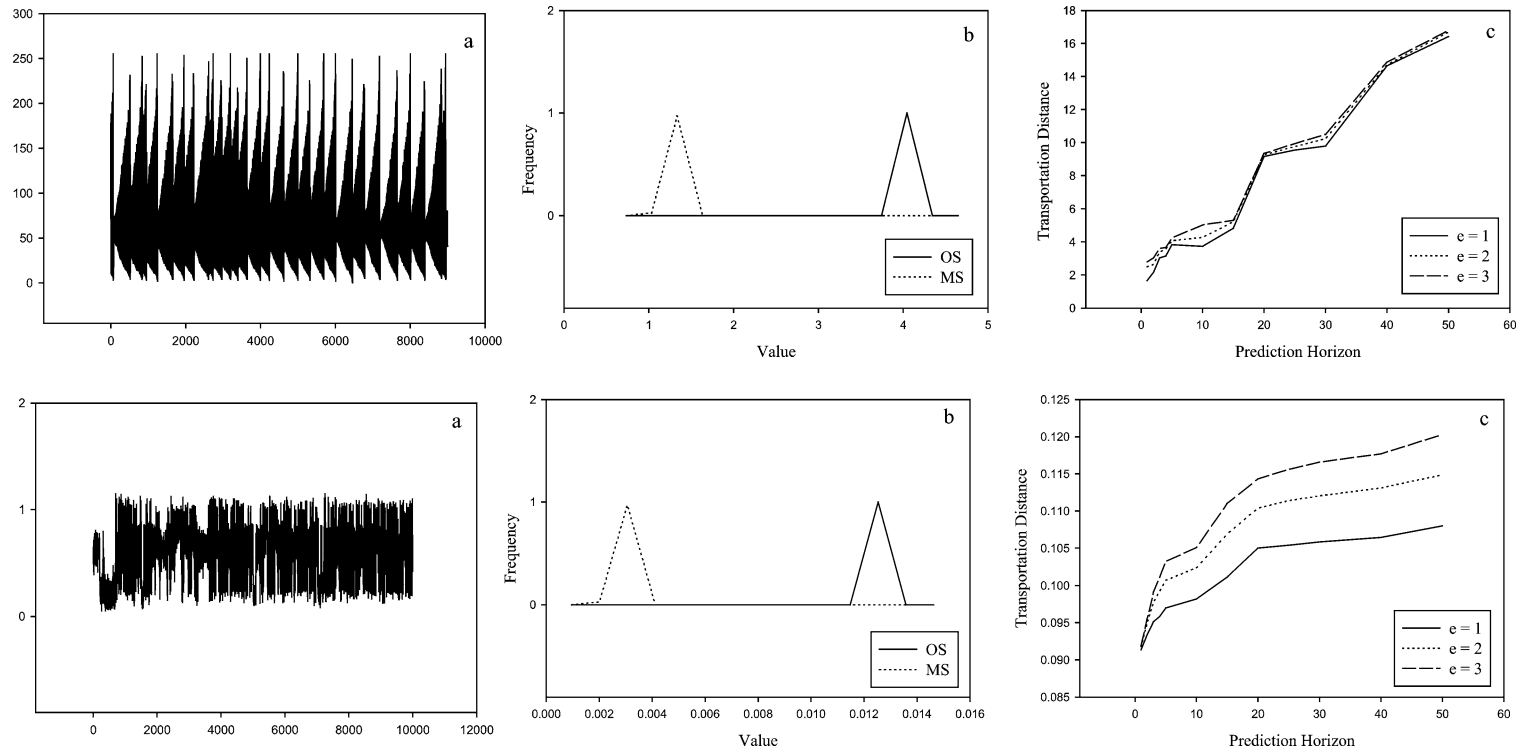 300
250
200
150
100
50
0
0 2000 4000 6000 8000 10000
a
2
1
0
0 1 2 3 4 5
Frequency
Value
b
OS
MS
18
16
14
12
10
8
6
4
2
0
0 10 20 30 40 50 60
Transportation Distance
Prediction Horizon
c
e = 1
e = 2
e = 3
2
1
0
0 2000 4000 6000 8000 10000 12000
a
2
1
0
0.000 0.002 0.004 0.006 0.008 0.010 0.012 0.014 0.016
Frequency
Value
b
OS
MS
0.125
0.120
0.115
0.110
0.105
0.100
0.095
0.090
0.085
0 10 20 30 40 50 60
Transportation Distance
Prediction Horizon
c
e = 1
e = 2
e = 3